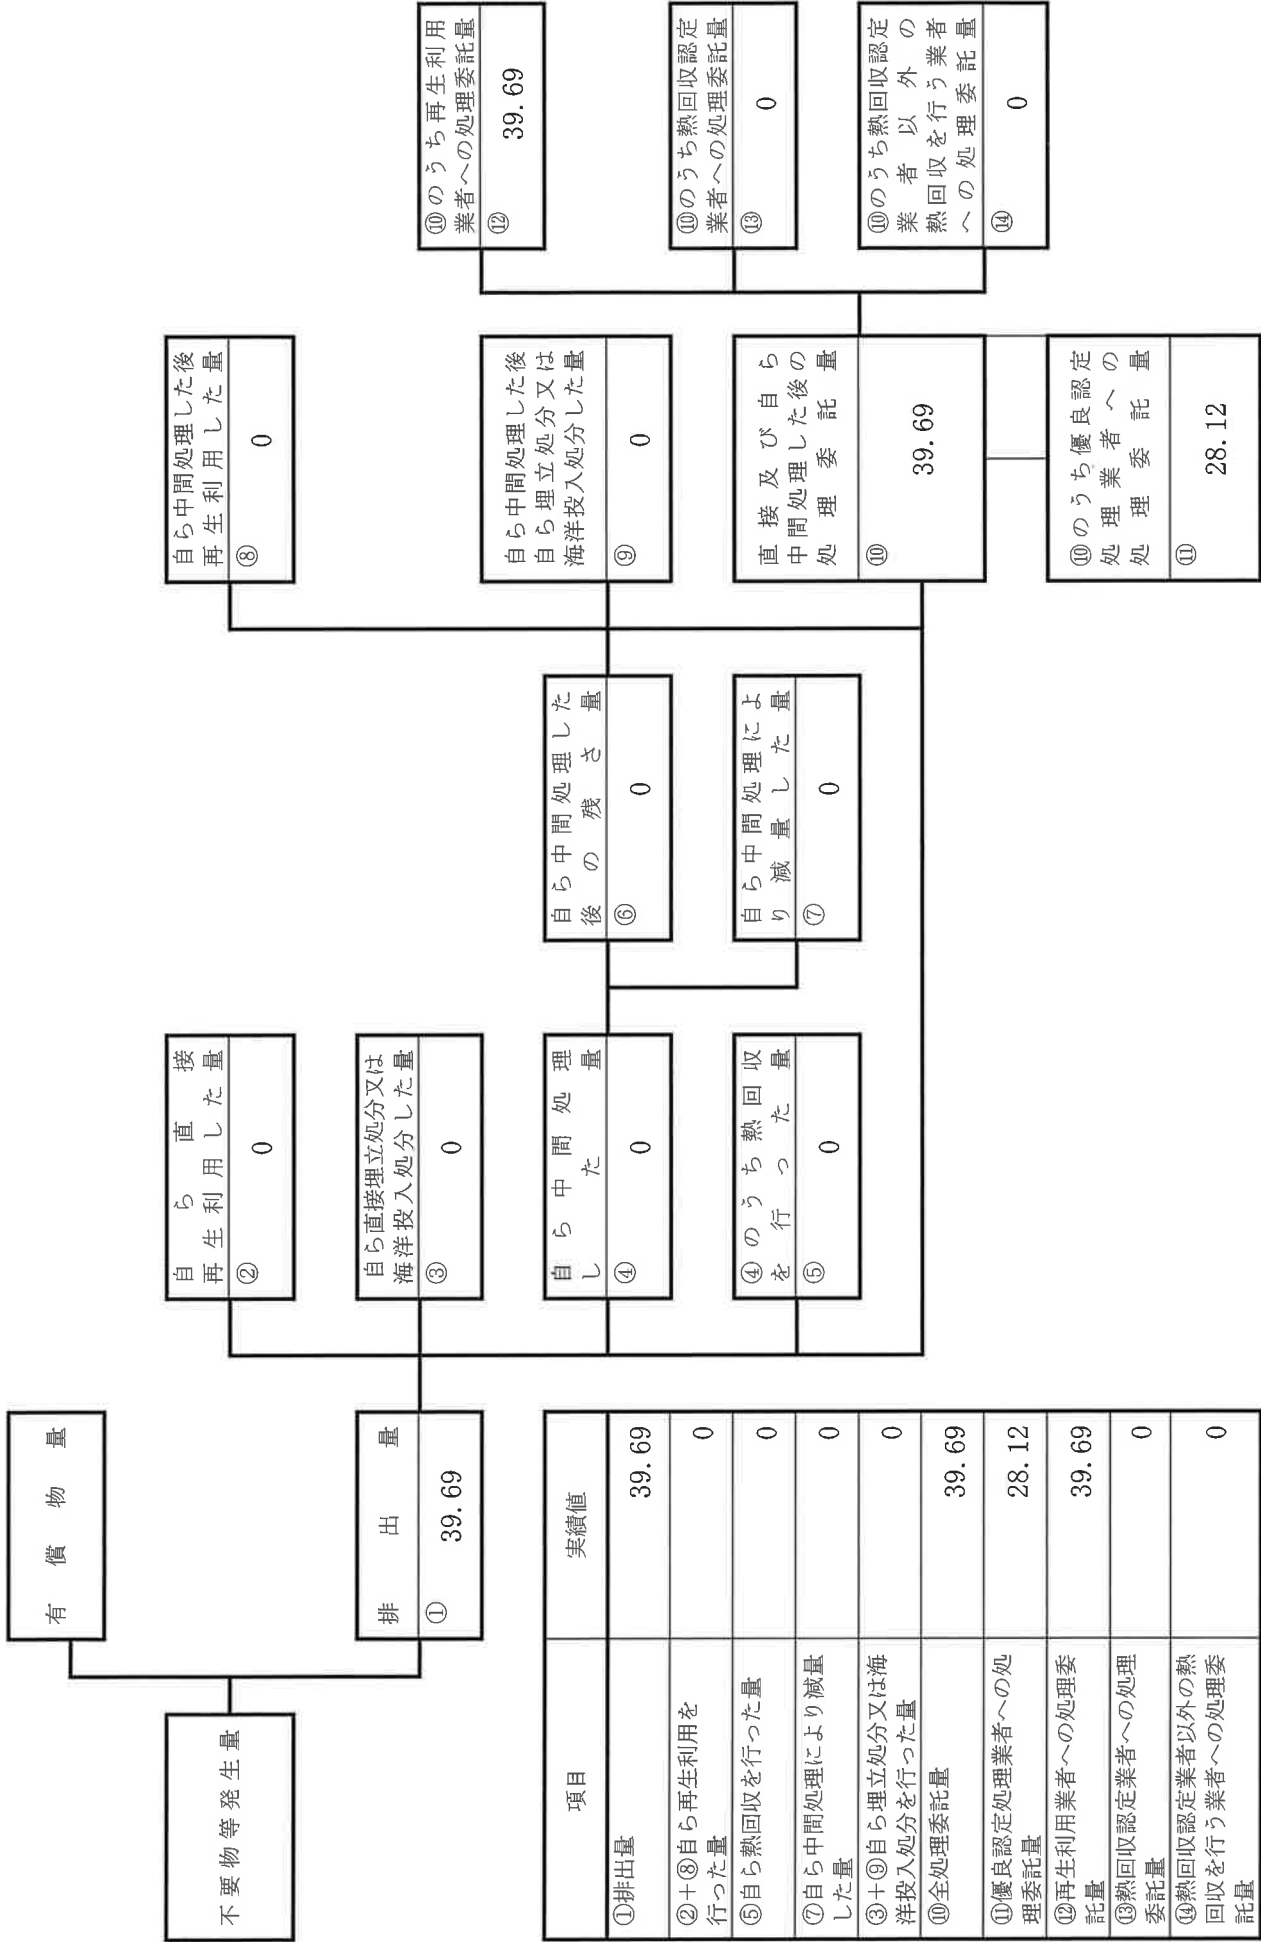 有償物量
不要物等発生量
排出量
①
39.69
自ら直接
再生利用した量
②
0
自ら直接埋立処分又は
海洋投入処分した量
③
0
自ら中間処理
した量
④
0
④のうち熱回収
を行った量
⑤
0
自ら中間処理した
後の残さ量
⑥
0
自ら中間処理によ
り減量した量
⑦
0
自ら中間処理した後
再生利用した量
⑧
0
自ら中間処理した後
自ら埋立処分又は
海洋投入処分した量
⑨
0
直接及び自ら
中間処理した後の
処理委託量
⑩
39.69
⑩のうち優良認定
処理業者への
処理委託量
⑪
28.12
⑩のうち再生利用
業者への処理委託量
⑫
39.69
⑩のうち熱回収認定
業者への処理委託量
⑬
0
⑩のうち熱回収認定
業者以外の
熱回収を行う業者
への処理委託量
⑭
0
項目 実績値
①排出量 39.69
②+⑧自ら再生利用を
行った量 0
⑤自ら熱回収を行った量 0
⑦自ら中間処理により減量
した量 0
③+⑨自ら埋立処分又は海
洋投入処分を行った量 0
⑩全処理委託量 39.69
⑪優良認定処理業者への処
理委託量 28.12
⑫再生利用業者への処理委
託量 39.69
⑬熱回収認定業者への処理
委託量 0
⑭熱回収認定業者以外の熱
回収を行う業者への処理委
託量 0